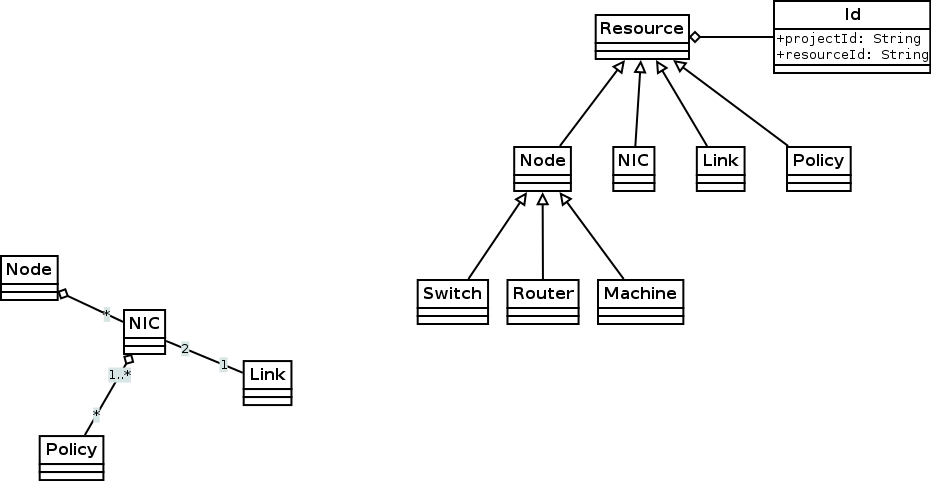 Resource
Id
+projectId: String
+resourceId: String
Node
NIC
Link
Policy
Switch
Router
Machine
Node
*
NIC
2
1
Link
1..*
*
Policy